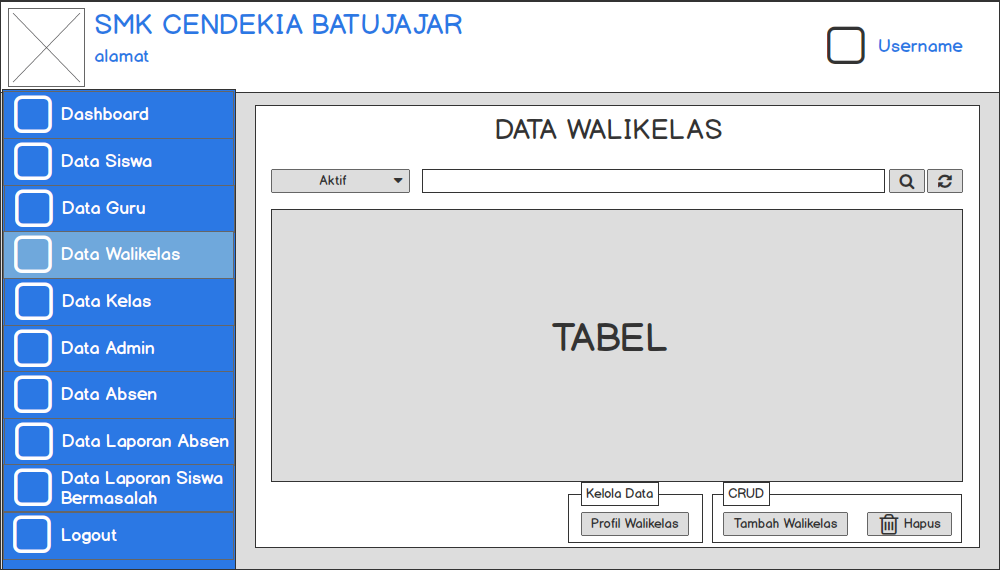 SMK CENDEKIA BATUJAJAR
alamat
Username
Dashboard
Data Siswa
Data Guru
Data Walikelas
Data Kelas
Data Admin
Data Absen
Data Laporan Absen
Data Laporan Siswa
Bermasalah
Logout
DATA WALIKELAS
Aktif
TABEL
Kelola Data
Profil Walikelas
CRUD
Tambah Walikelas
Hapus